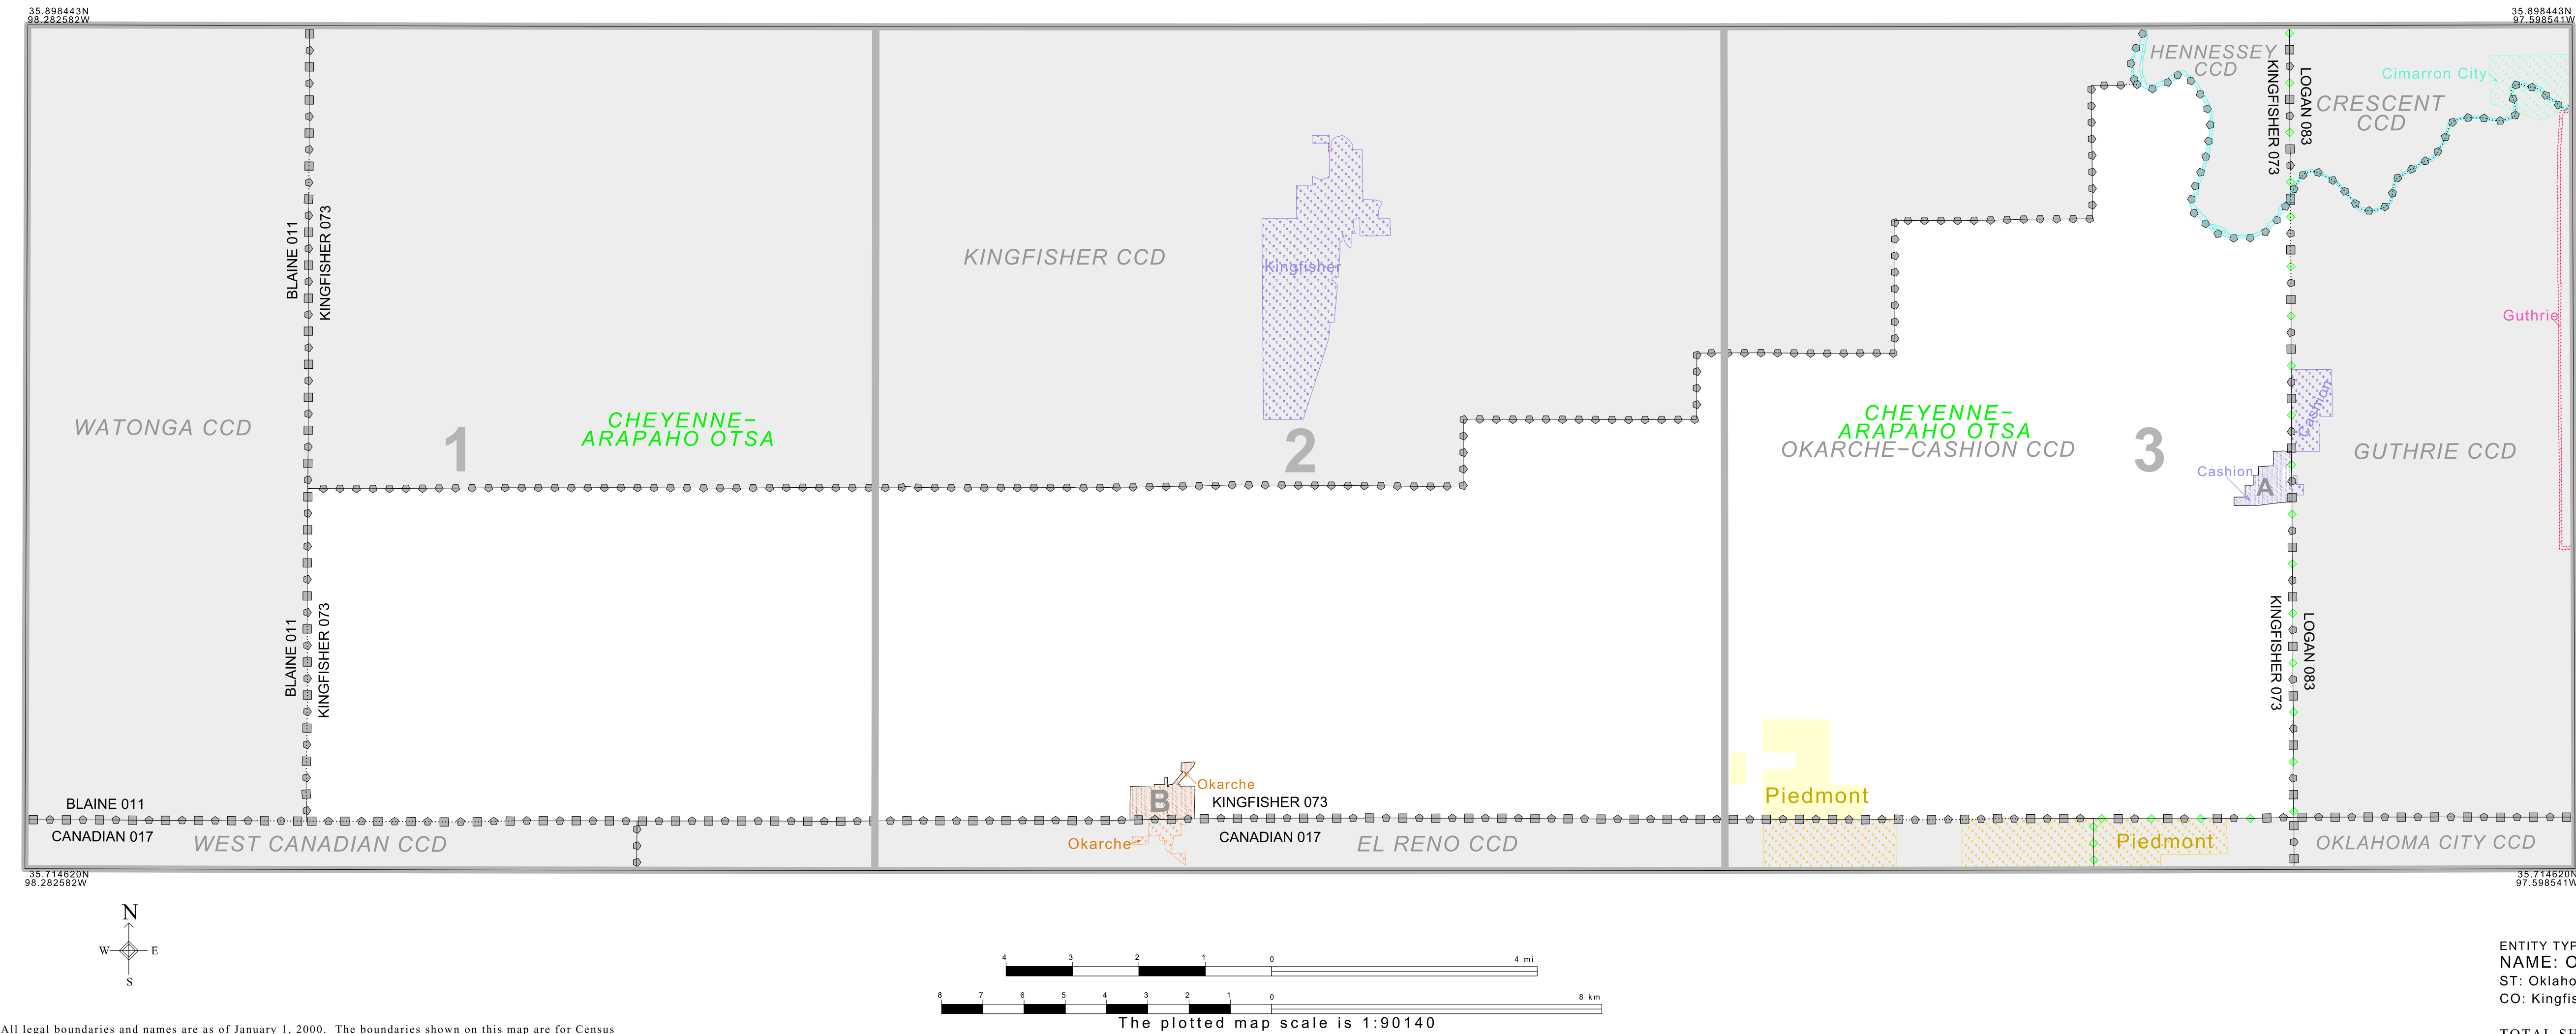 35.898443N
98.282582W
35.898443N
97.598541W
HENNESSEY
CCD
KINGFISHER 073
LOGAN 083
Cimarron City
CRESCENT
CCD
BLAINE 011
KINGFISHER 073
KINGFISHER CCD
Kingfisher
Guthrie
WATONGA CCD
1
CHEYENNE-
ARAPAHO OTSA
2
CHEYENNE-
ARAPAHO OTSA
OKARCHE-CASHION CCD
3
Cashion
GUTHRIE CCD
Cashion
A
BLAINE 011
KINGFISHER 073
KINGFISHER 073
LOGAN 083
Okarche
B
KINGFISHER 073
Piedmont
BLAINE 011
CANADIAN 017
WEST CANADIAN CCD
Okarche
CANADIAN 017
EL RENO CCD
Piedmont
OKLAHOMA CITY CCD
35.714620N
98.282582W
35.714620N
97.598541W
N
W E
S
4 3 2 1 0 4 mi
8 7 6 5 4 3 2 1 0 8 km
The plotted map scale is 1:90140
ENTITY TYP
NAME: O
ST: Oklaho
CO: Kingfis
All legal boundaries and names are as of January 1, 2000. The boundaries shown on this map are for Census
TOTAL SH